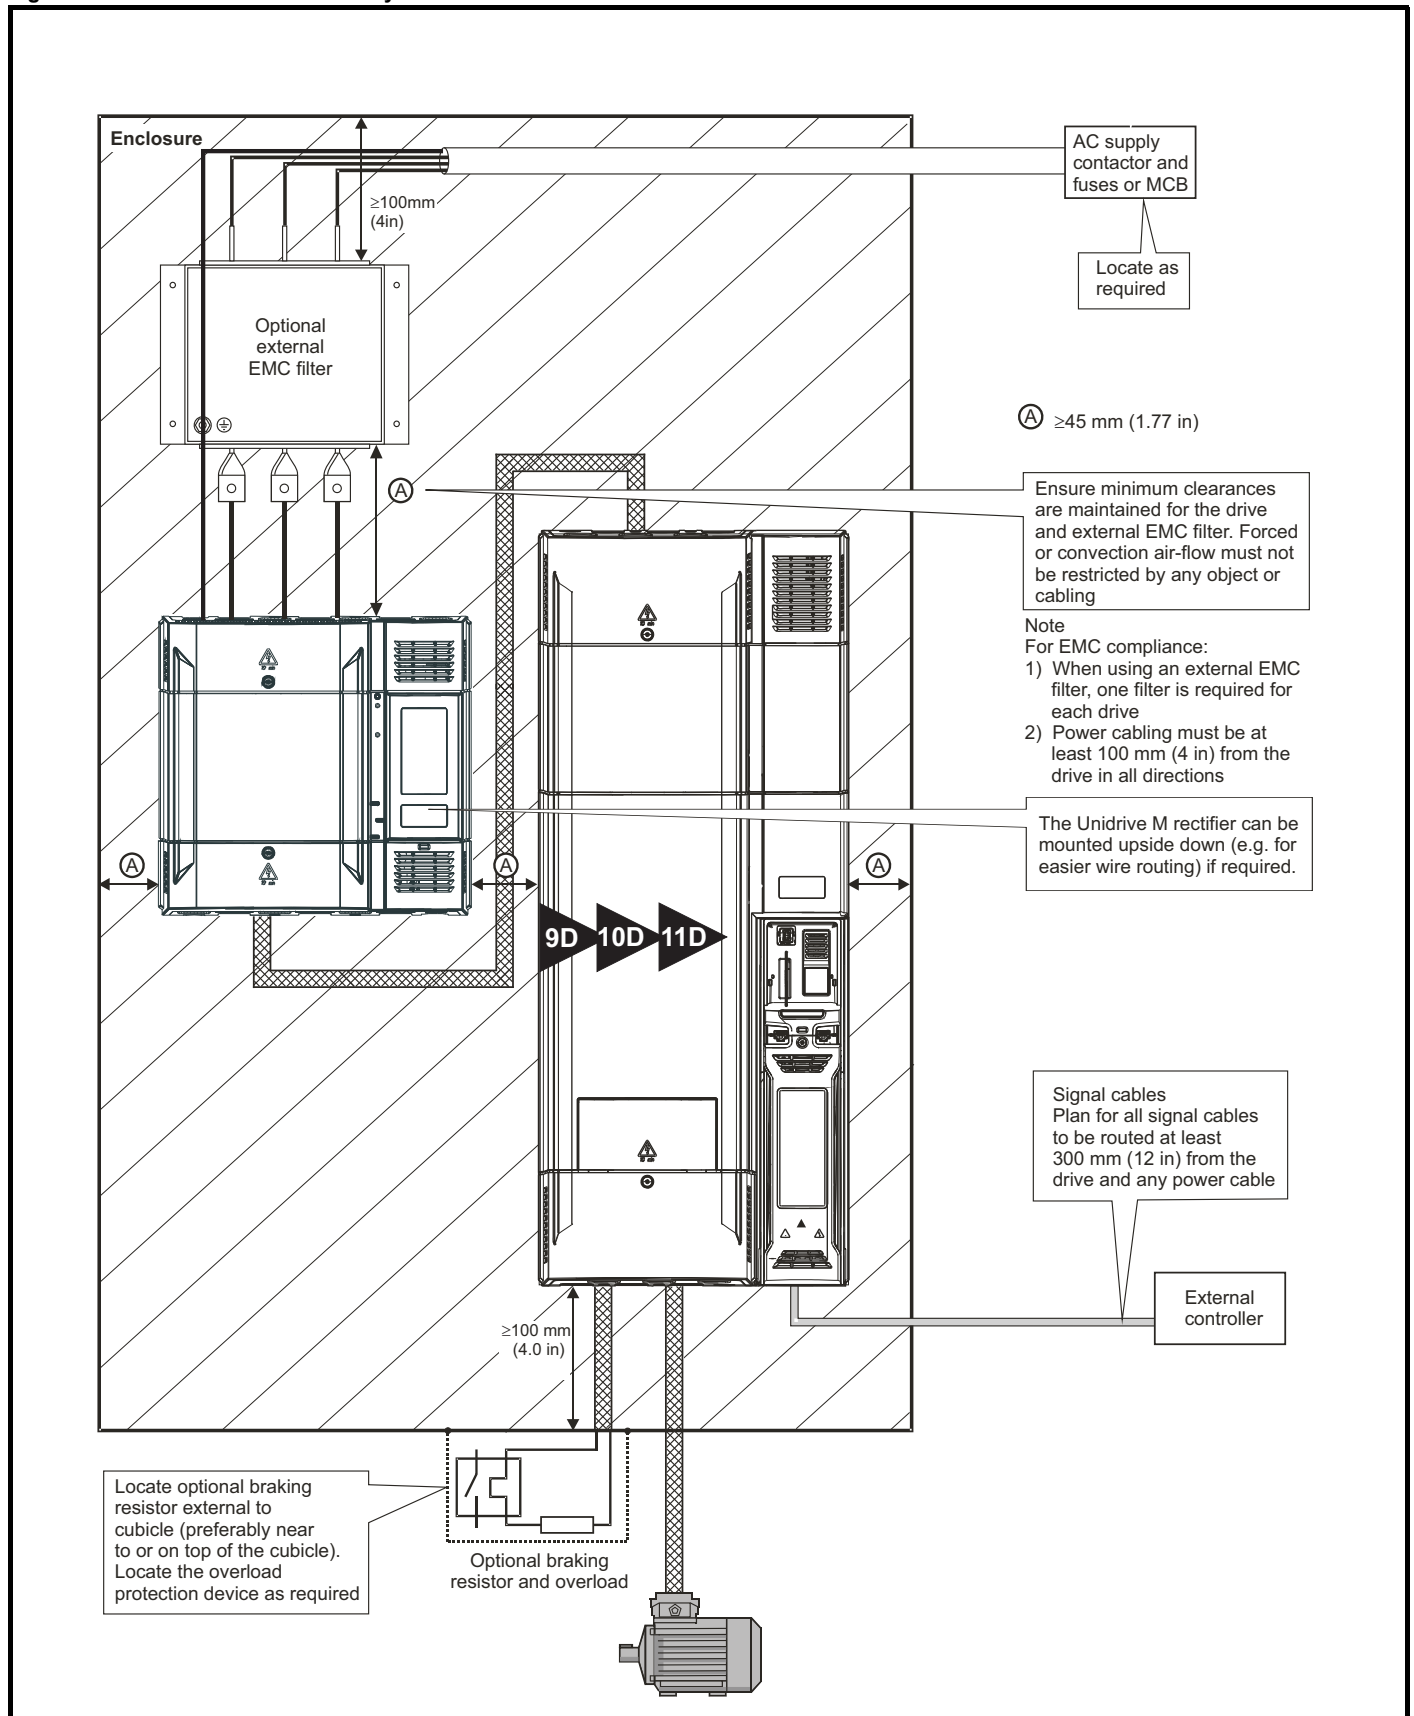 Enclosure
≥100mm
(4in)
AC supply
contactor and
fuses or MCB
Locate as
required
Optional
external
EMC filter
A ≥45 mm (1.77 in)
A
Ensure minimum clearances
are maintained for the drive
and external EMC filter. Forced
or convection air-flow must not
be restricted by any object or
cabling
Note
For EMC compliance:
1) When using an external EMC
filter, one filter is required for
each drive
2) Power cabling must be at
least 100 mm (4 in) from the
drive in all directions
The Unidrive M rectifier can be
mounted upside down (e.g. for
easier wire routing) if required.
A
A
A
9D 10D 11D
Signal cables
Plan for all signal cables
to be routed at least
300 mm (12 in) from the
drive and any power cable
External
controller
≥100 mm
(4.0 in)
Locate optional braking
resistor external to
cubicle (preferably near
to or on top of the cubicle).
Locate the overload
protection device as required
Optional braking
resistor and overload